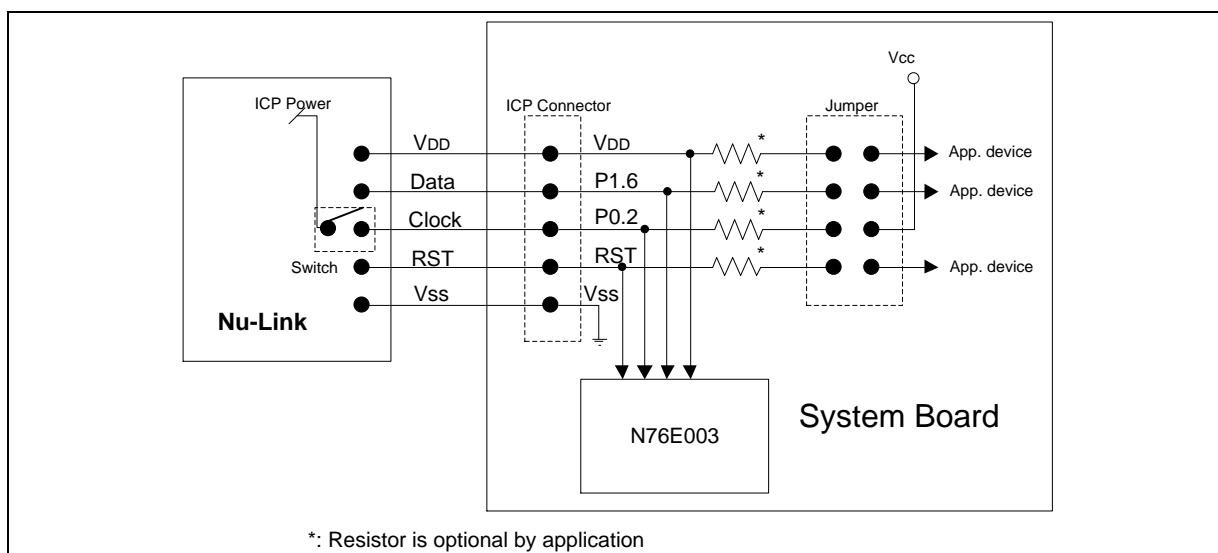 Vcc
ICP Power
ICP Connector
Jumper
VDD
VDD
*
App. device
Data
P1.6
*
App. device
Clock
P0.2
*
Switch
RST
RST
*
App. device
Vss
Vss
Nu-Link
N76E003
System Board
*: Resistor is optional by application